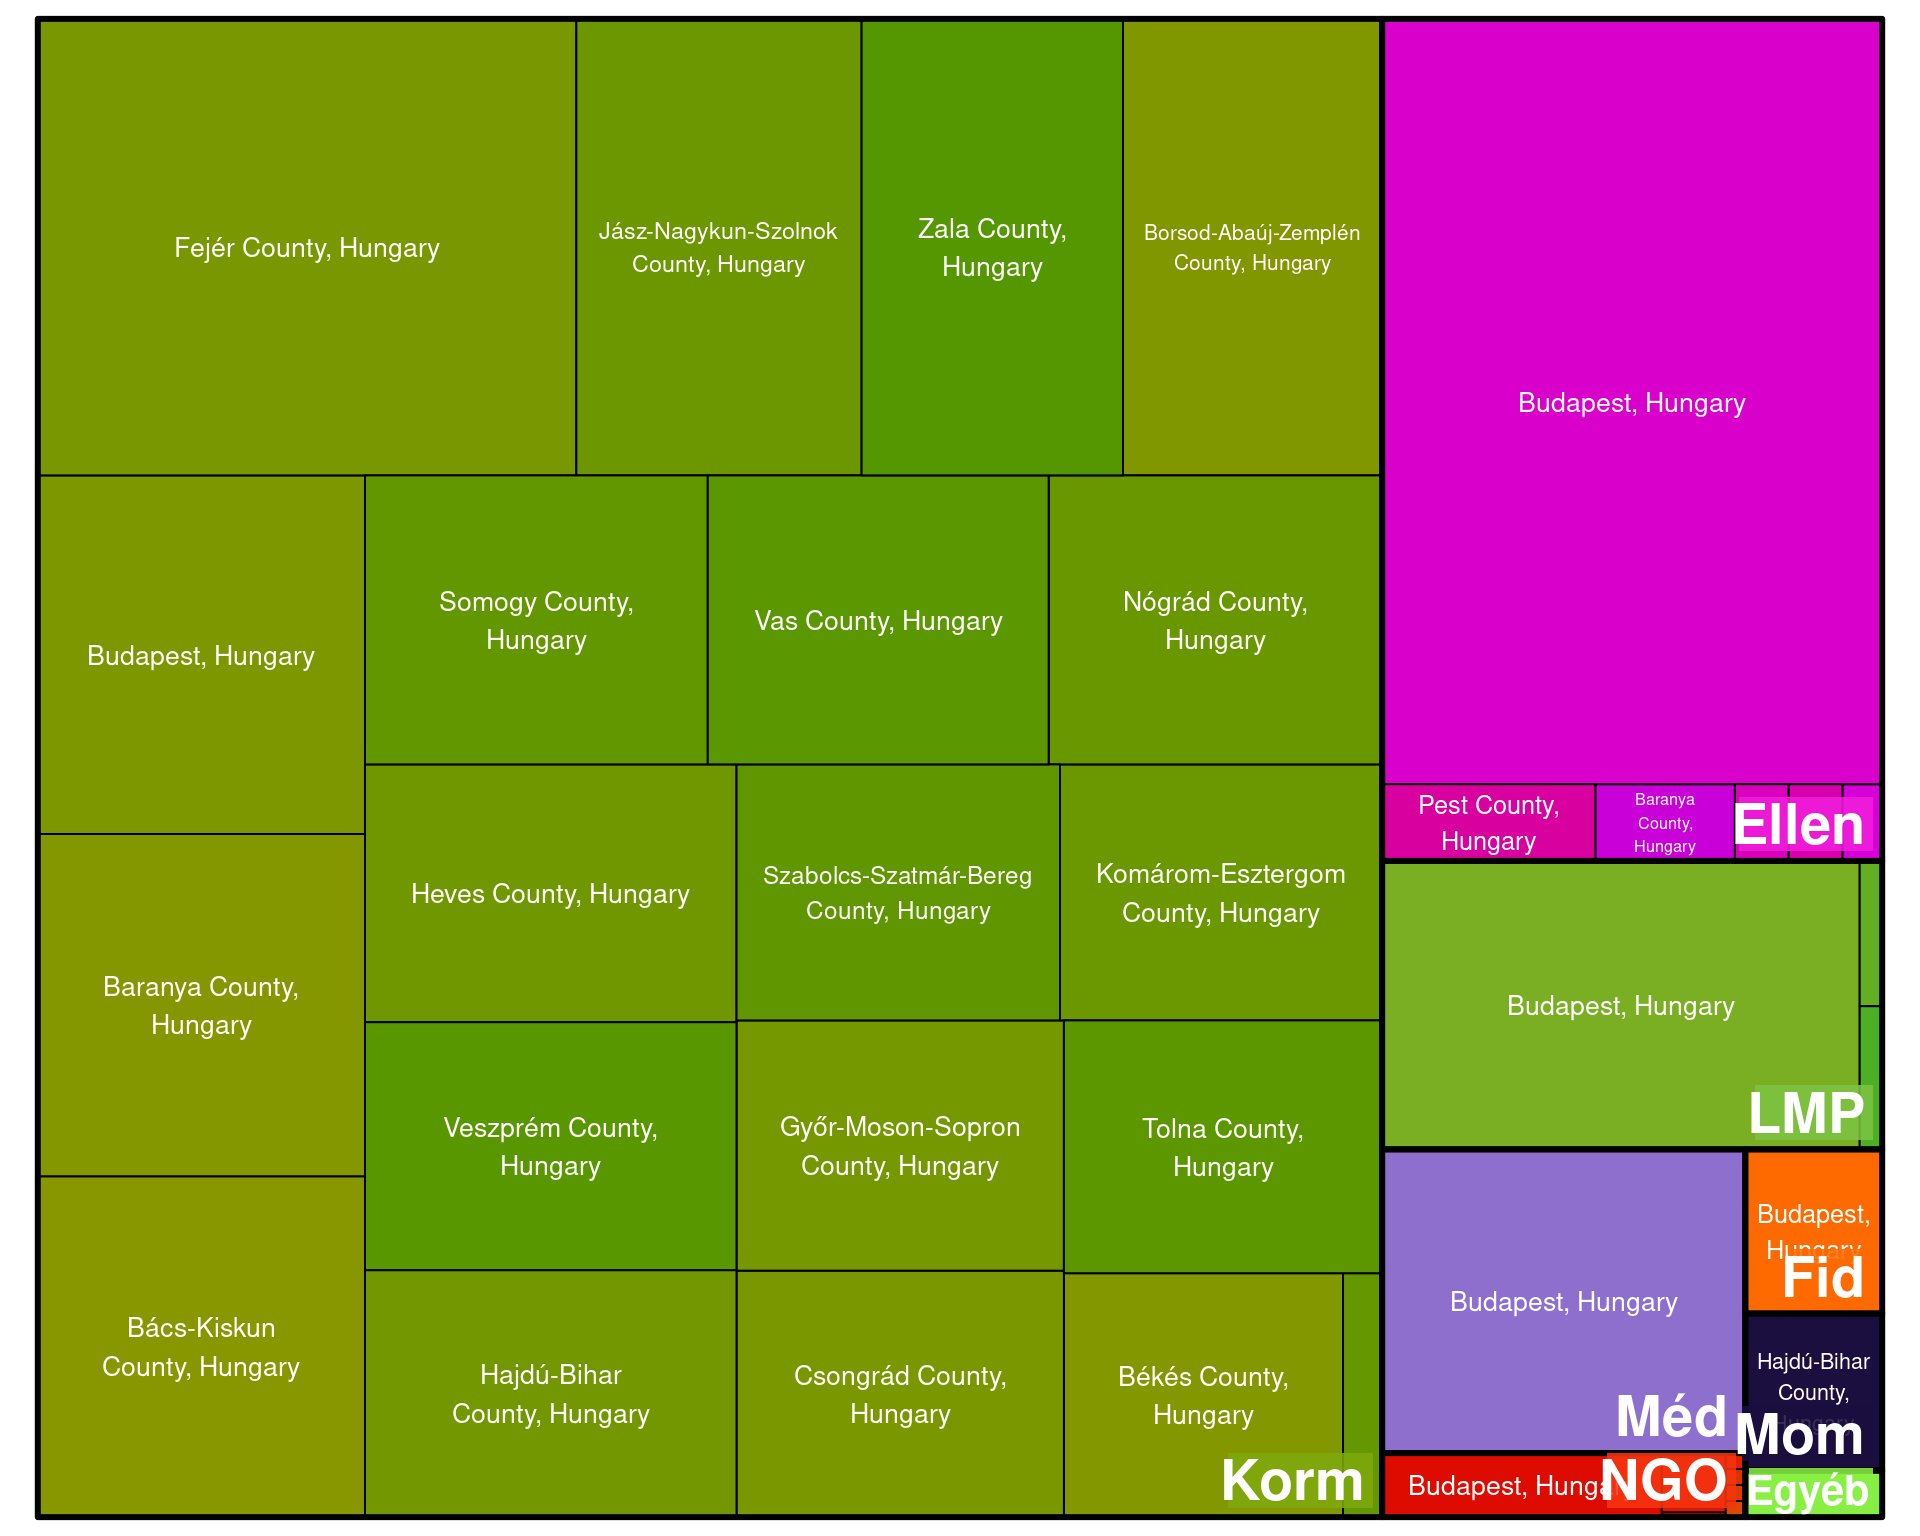 Fejér County, Hungary
Jász-Nagykun-Szolnok
County, Hungary
Zala County,
Hungary
Borsod-Abaúj-Zemplén
County, Hungary
Budapest, Hungary
Somogy County,
Hungary
Vas County, Hungary
Nógrád County,
Hungary
Budapest, Hungary
Baranya County,
Hungary
Heves County, Hungary
Szabolcs-Szatmár-Bereg
County, Hungary
Komárom-Esztergom
County, Hungary
Veszprém County,
Hungary
Győr-Moson-Sopron
County, Hungary
Tolna County,
Hungary
Bács-Kiskun
County, Hungary
Hajdú-Bihar
County, Hungary
Csongrád County,
Hungary
Békés County,
Hungary
Korm
Budapest, Hungary
Pest County,
Hungary
Baranya
County,
Hungary
Ellen
Budapest, Hungary
LMP
Budapest, Hungary
Méd
Budapest,
Hungary
Fid
Hajdú-Bihar
County,
Hungary
Mom
Budapest, Hungary
NGO
Egyéb